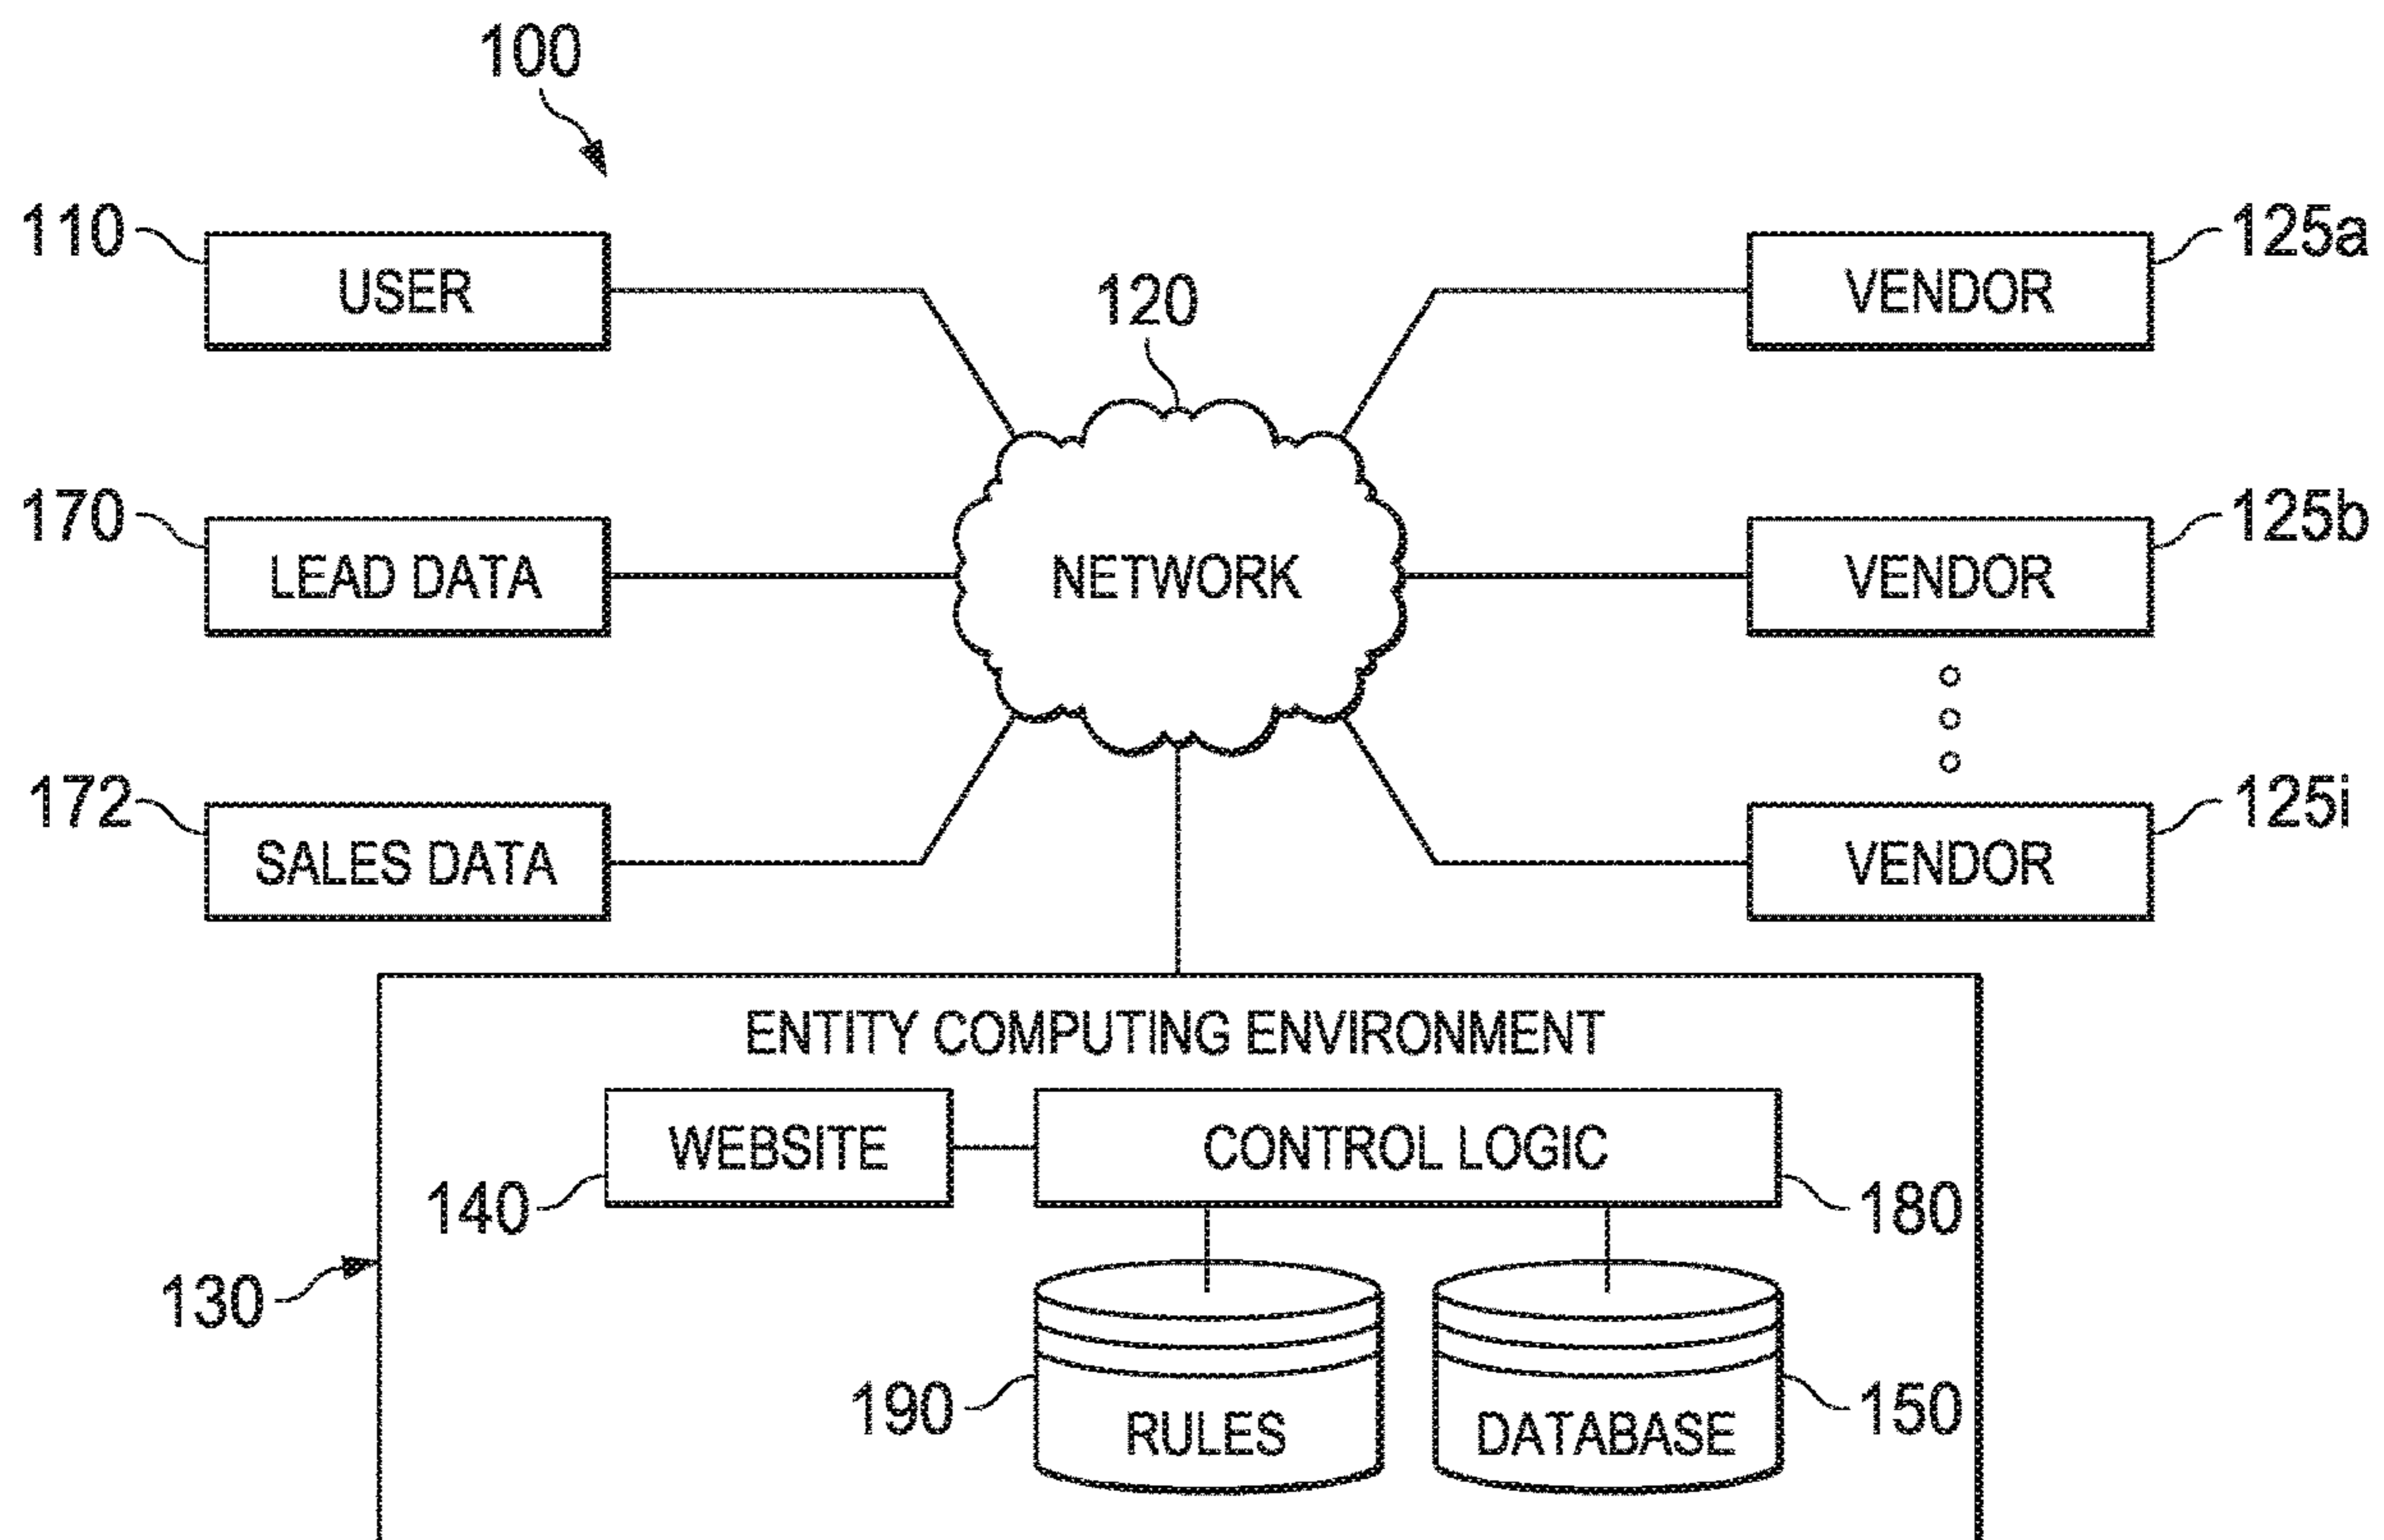 100
110
USER
120
VENDOR
125a
170
LEAD DATA
NETWORK
VENDOR
125b
172
SALES DATA
VENDOR
125i
ENTITY COMPUTING ENVIRONMENT
WEBSITE
CONTROL LOGIC
140
180
130
190
RULES
DATABASE
150